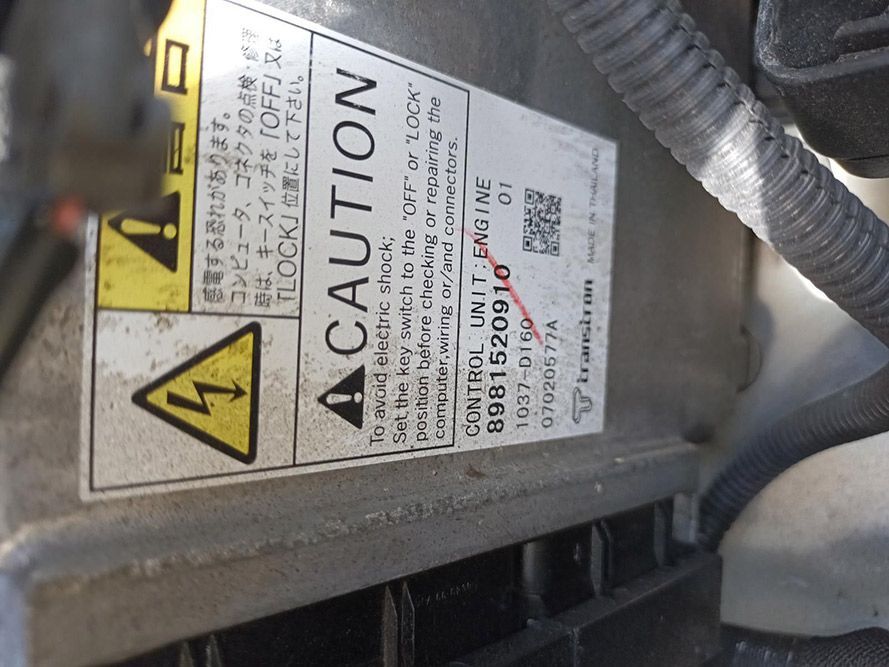 注意
感電する恐れがあります。
コンピュータ、コネクタの点検・修理
時は、キースイッチを「OFF」又は
「LOCK」位置にして下さい。
CAUTION
To avoid electric shock;
Set the key switch to the "OFF" or "LOCK"
position before checking or repairing the
computer,wiring or/and connectors.
CONTROL UNIT;ENGINE
8981520910 01
1037-D160
07020577A
transtron MADE IN THAILAND